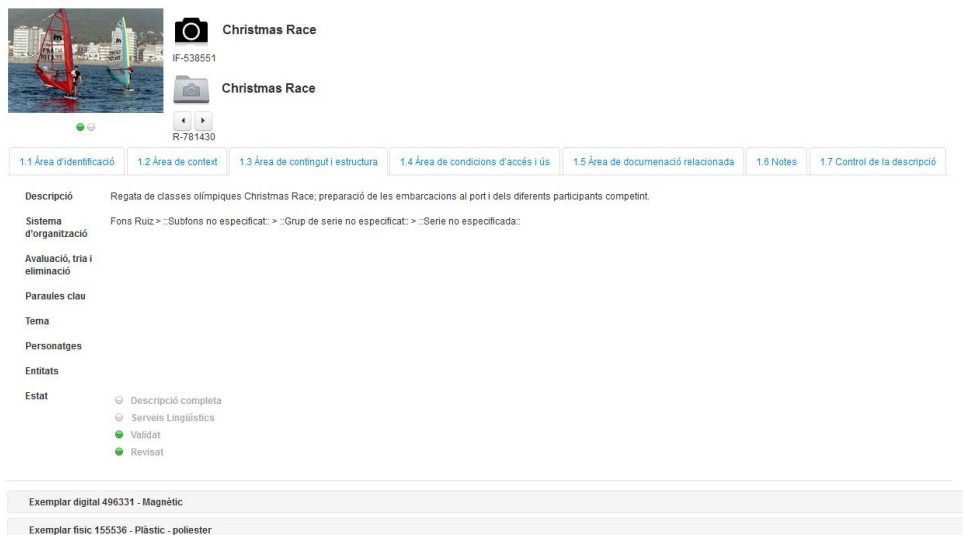 Christmas Race
IF-538551
Christmas Race
R-781430
1.1 Àrea d'identificació 1.2 Àrea de context 1.3 Àrea de contingut i estructura 1.4 Àrea de condicions d'accés i ús 1.5 Àrea de documenació relacionada 1.6 Notes 1.7 Control de la descripció
Descripció Regata de classes olímpiques Christmas Race; preparació de les embarcacions al port i dels diferents participants competint.
Sistema d'organització Fons Ruiz > ::Subfons no especificat:: > ::Grup de serie no especificat:: > ::Serie no especificada::
Avaluació, tria i
eliminació
Paraules clau
Tema
Personatges
Entitats
Estat
Descripció completa
Serveis Lingüístics
Validat
Revisat
Exemplar digital 496331 - Magnètic
Exemplar físic 155536 - Plàstic - poliester